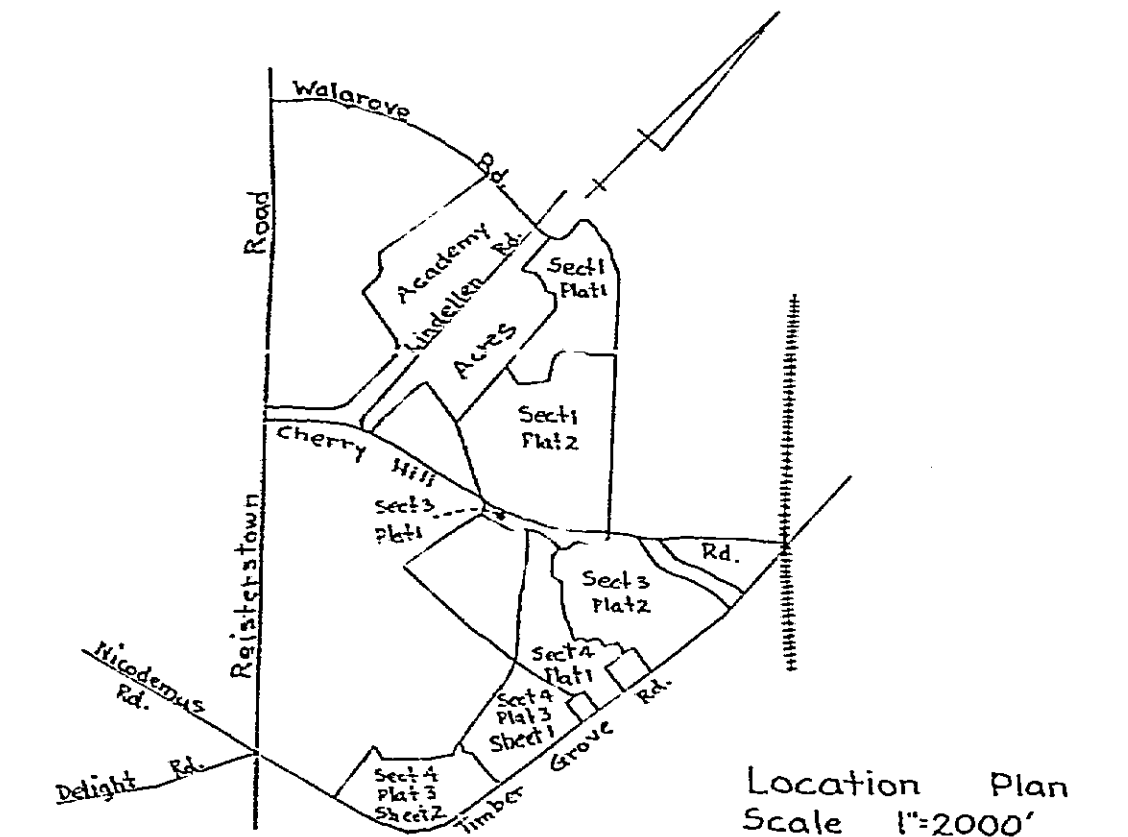 Walgrove Rd.
Road
Academy
Acres
Lindellen Rd.
Sect1
Plat1
Sect1
Plat2
Cherry Hill Rd.
Sect3
Plat1
Sect3
Plat2
Reisterstown
Sect4
Plat1
Sect4
Plat3
Sheet1
Nicodemus
Rd.
Delight Rd.
Sect4
Plat3
Sheet2
Timber Grove Rd.
Location Plan
Scale 1"=2000'